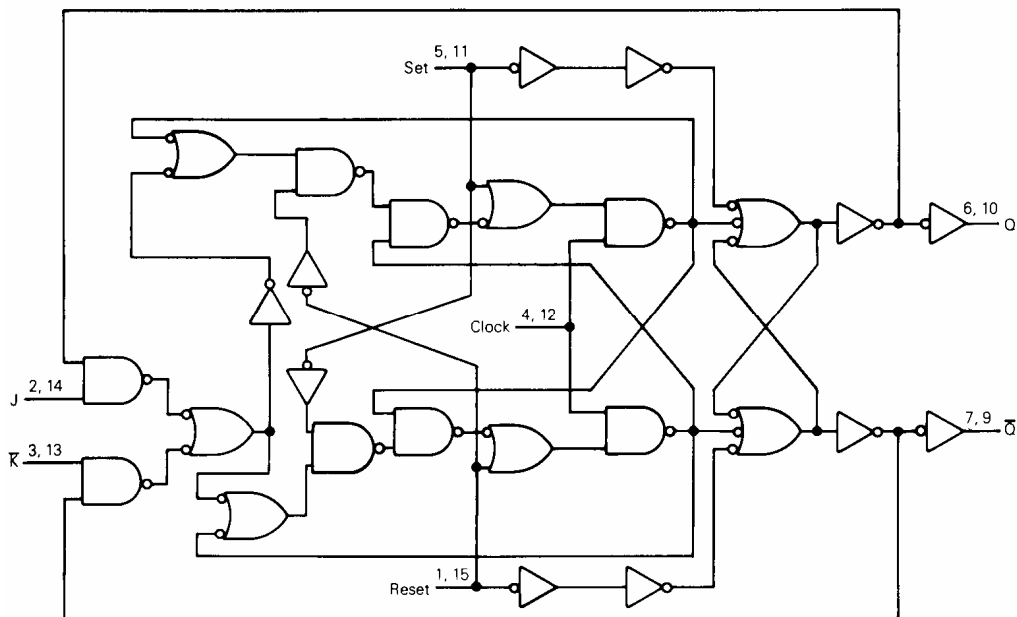 5, 11
Set
6, 10
Q
4, 12
Clock
2, 14
J
3, 13
K̅
7, 9
Q̅
1, 15
Reset